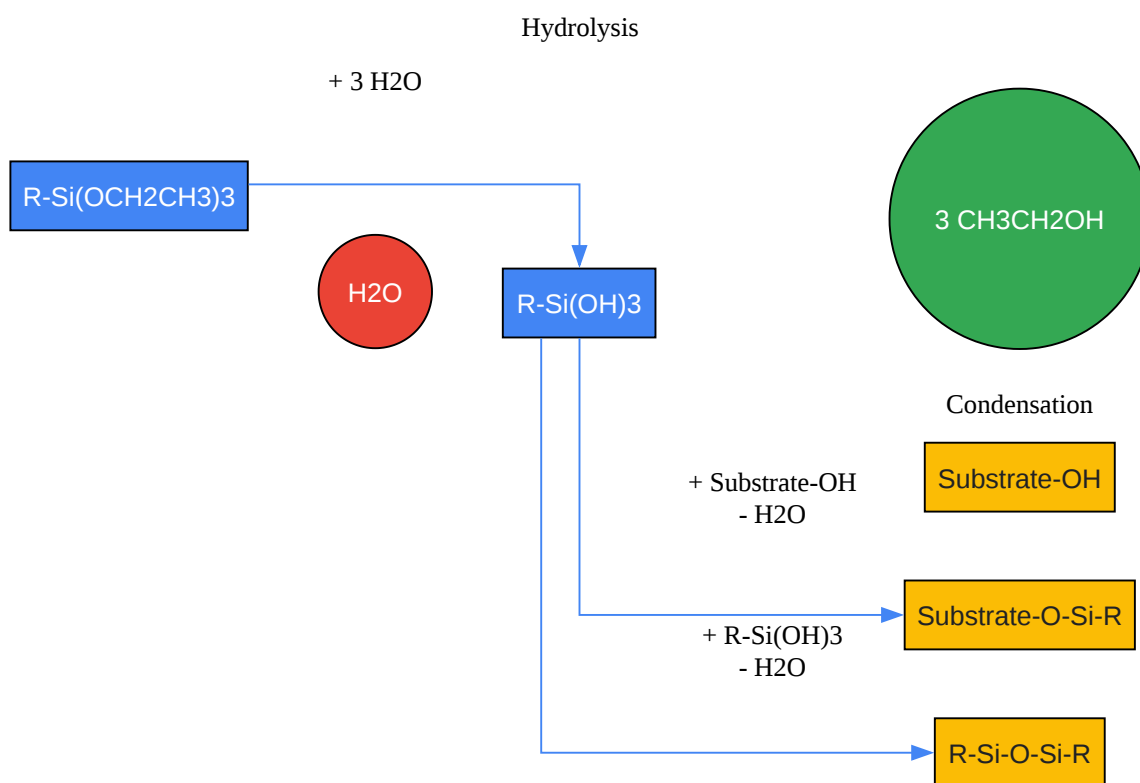 Hydrolysis
+ 3 H2O
R-Si(OCH2CH3)3
3 CH3CH2OH
H2O
R-Si(OH)3
Condensation
Substrate-OH
+ Substrate-OH
- H2O
Substrate-O-Si-R
+ R-Si(OH)3
- H2O
R-Si-O-Si-R